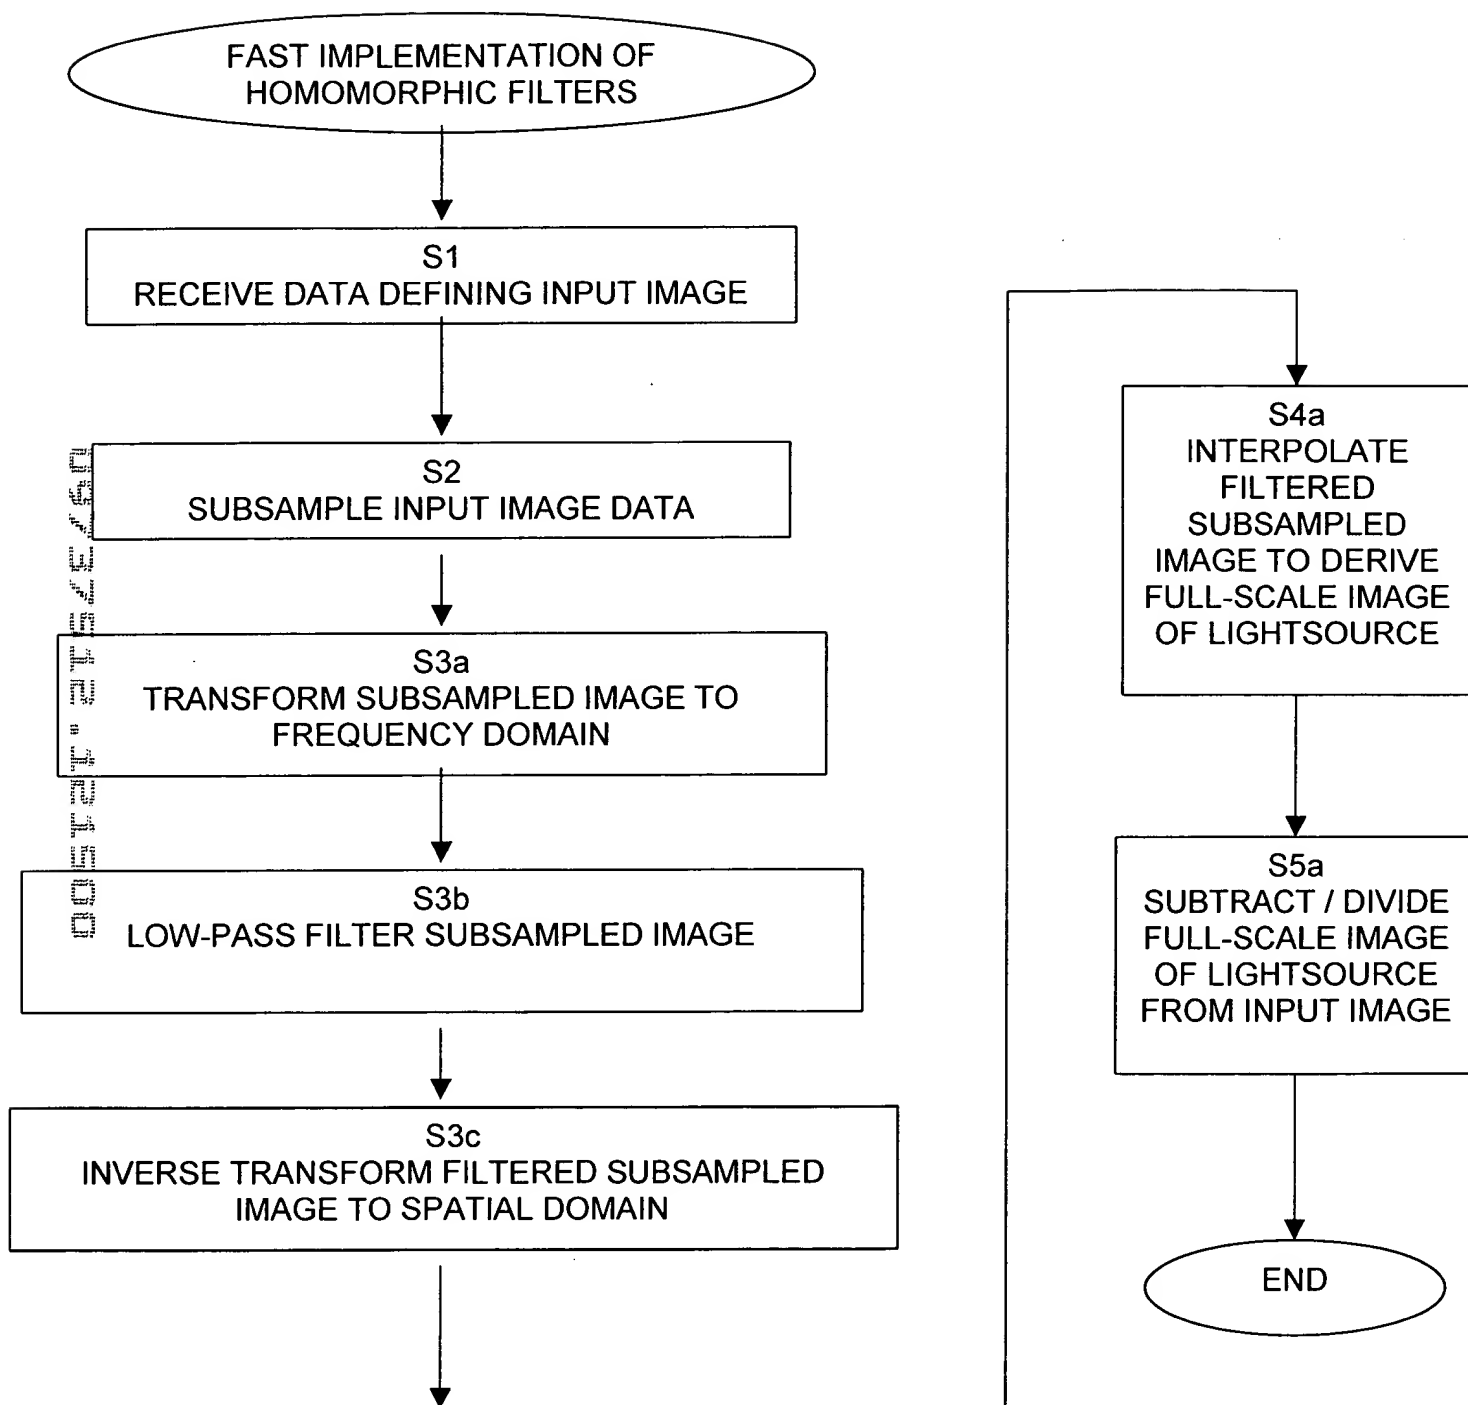 FAST IMPLEMENTATION OF
HOMOMORPHIC FILTERS
S1
RECEIVE DATA DEFINING INPUT IMAGE
S2
SUBSAMPLE INPUT IMAGE DATA
S3a
TRANSFORM SUBSAMPLED IMAGE TO
FREQUENCY DOMAIN
S3b
LOW-PASS FILTER SUBSAMPLED IMAGE
S3c
INVERSE TRANSFORM FILTERED SUBSAMPLED
IMAGE TO SPATIAL DOMAIN
S4a
INTERPOLATE
FILTERED
SUBSAMPLED
IMAGE TO DERIVE
FULL-SCALE IMAGE
OF LIGHTSOURCE
S5a
SUBTRACT / DIVIDE
FULL-SCALE IMAGE
OF LIGHTSOURCE
FROM INPUT IMAGE
END
09737512.121500